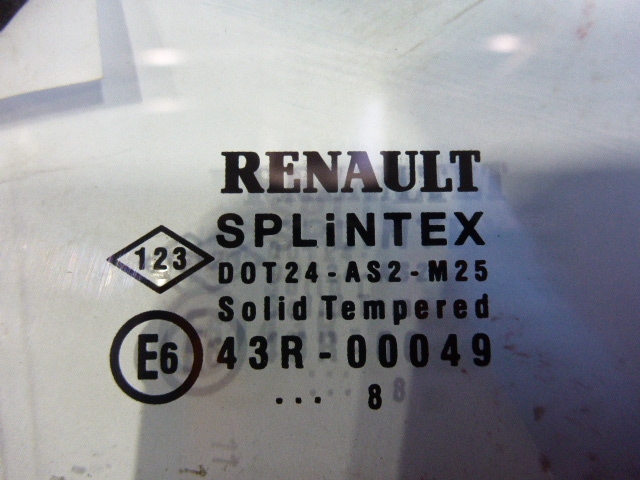 RENAULT
SPLiNTEX
123
DOT24-AS2-M25
Solid Tempered
E6
43R-00049
... 8